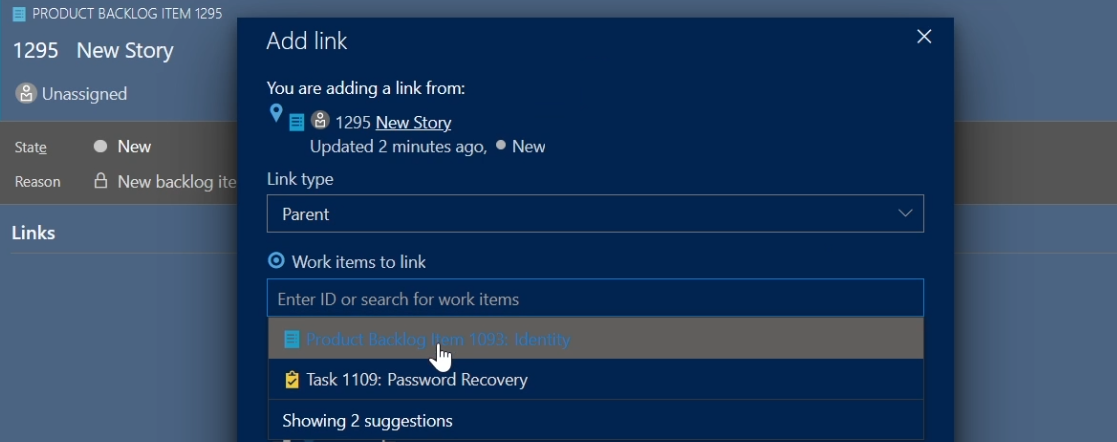 PRODUCT BACKLOG ITEM 1295
1295 New Story
Unassigned
State New
Reason New backlog ite
Links
Add link
You are adding a link from:
1295 New Story
Updated 2 minutes ago, New
Link type
Parent
Work items to link
Enter ID or search for work items
Product Backlog Item 1093: Identity
Task 1109: Password Recovery
Showing 2 suggestions